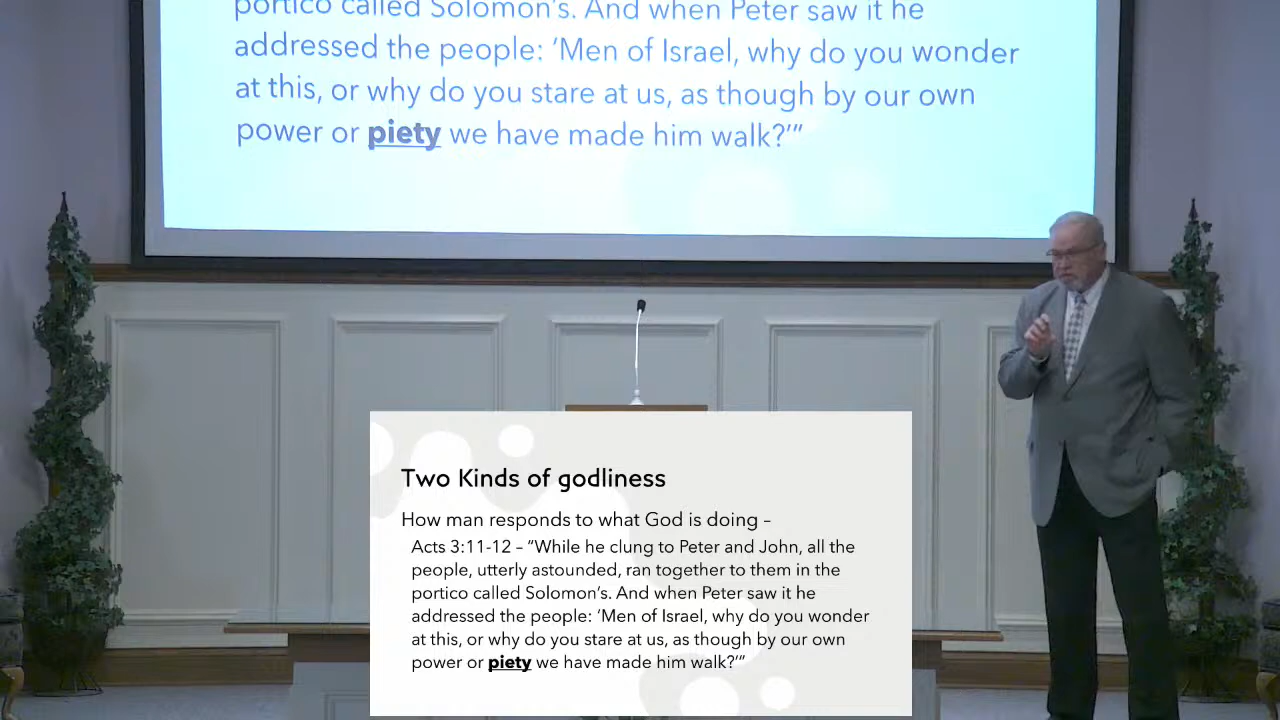 portico called Solomon's. And when Peter saw it he
addressed the people: 'Men of Israel, why do you wonder
at this, or why do you stare at us, as though by our own
power or piety we have made him walk?'"
Two Kinds of godliness
How man responds to what God is doing –
Acts 3:11-12 – "While he clung to Peter and John, all the
people, utterly astounded, ran together to them in the
portico called Solomon's. And when Peter saw it he
addressed the people: 'Men of Israel, why do you wonder
at this, or why do you stare at us, as though by our own
power or piety we have made him walk?'"